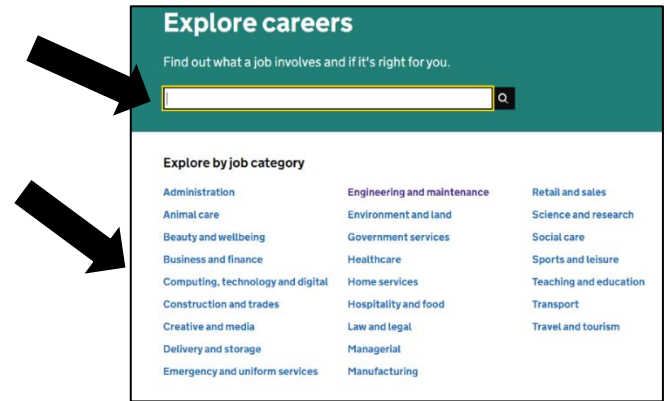 Explore careers
Find out what a job involves and if it's right for you.
Explore by job category
Administration
Animal care
Beauty and wellbeing
Business and finance
Computing, technology and digital
Construction and trades
Creative and media
Delivery and storage
Emergency and uniform services
Engineering and maintenance
Environment and land
Government services
Healthcare
Home services
Hospitality and food
Law and legal
Managerial
Manufacturing
Retail and sales
Science and research
Social care
Sports and leisure
Teaching and education
Transport
Travel and tourism